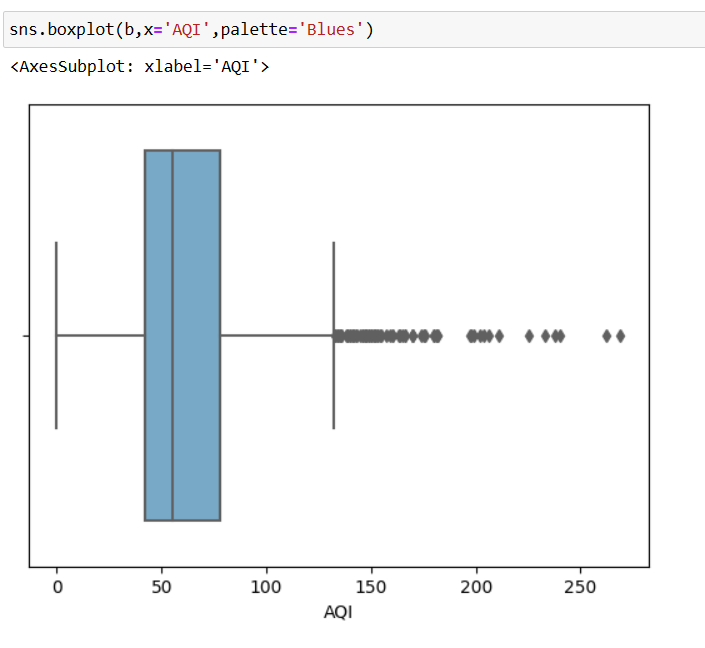 sns.boxplot(b,x='AQI',palette='Blues')
<AxesSubplot: xlabel='AQI'>
0 50 100 150 200 250
AQI